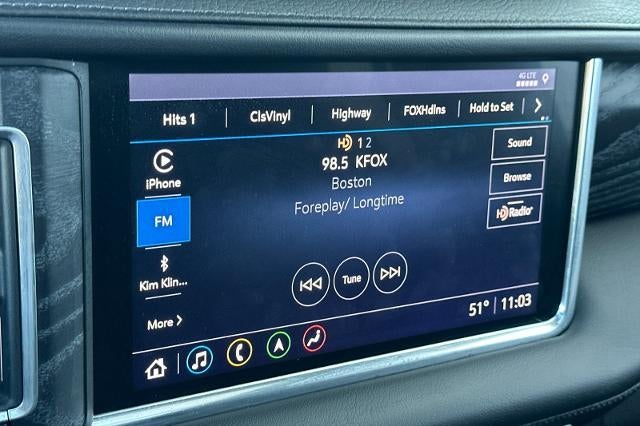 4G LTE
Hits 1
ClsVinyl
Highway
FOXHdlns
Hold to Set
HD 1 2
98.5 KFOX
Boston
Foreplay/ Longtime
iPhone
FM
Kim Klin...
More
Sound
Browse
HD Radio
Tune
51° 11:03